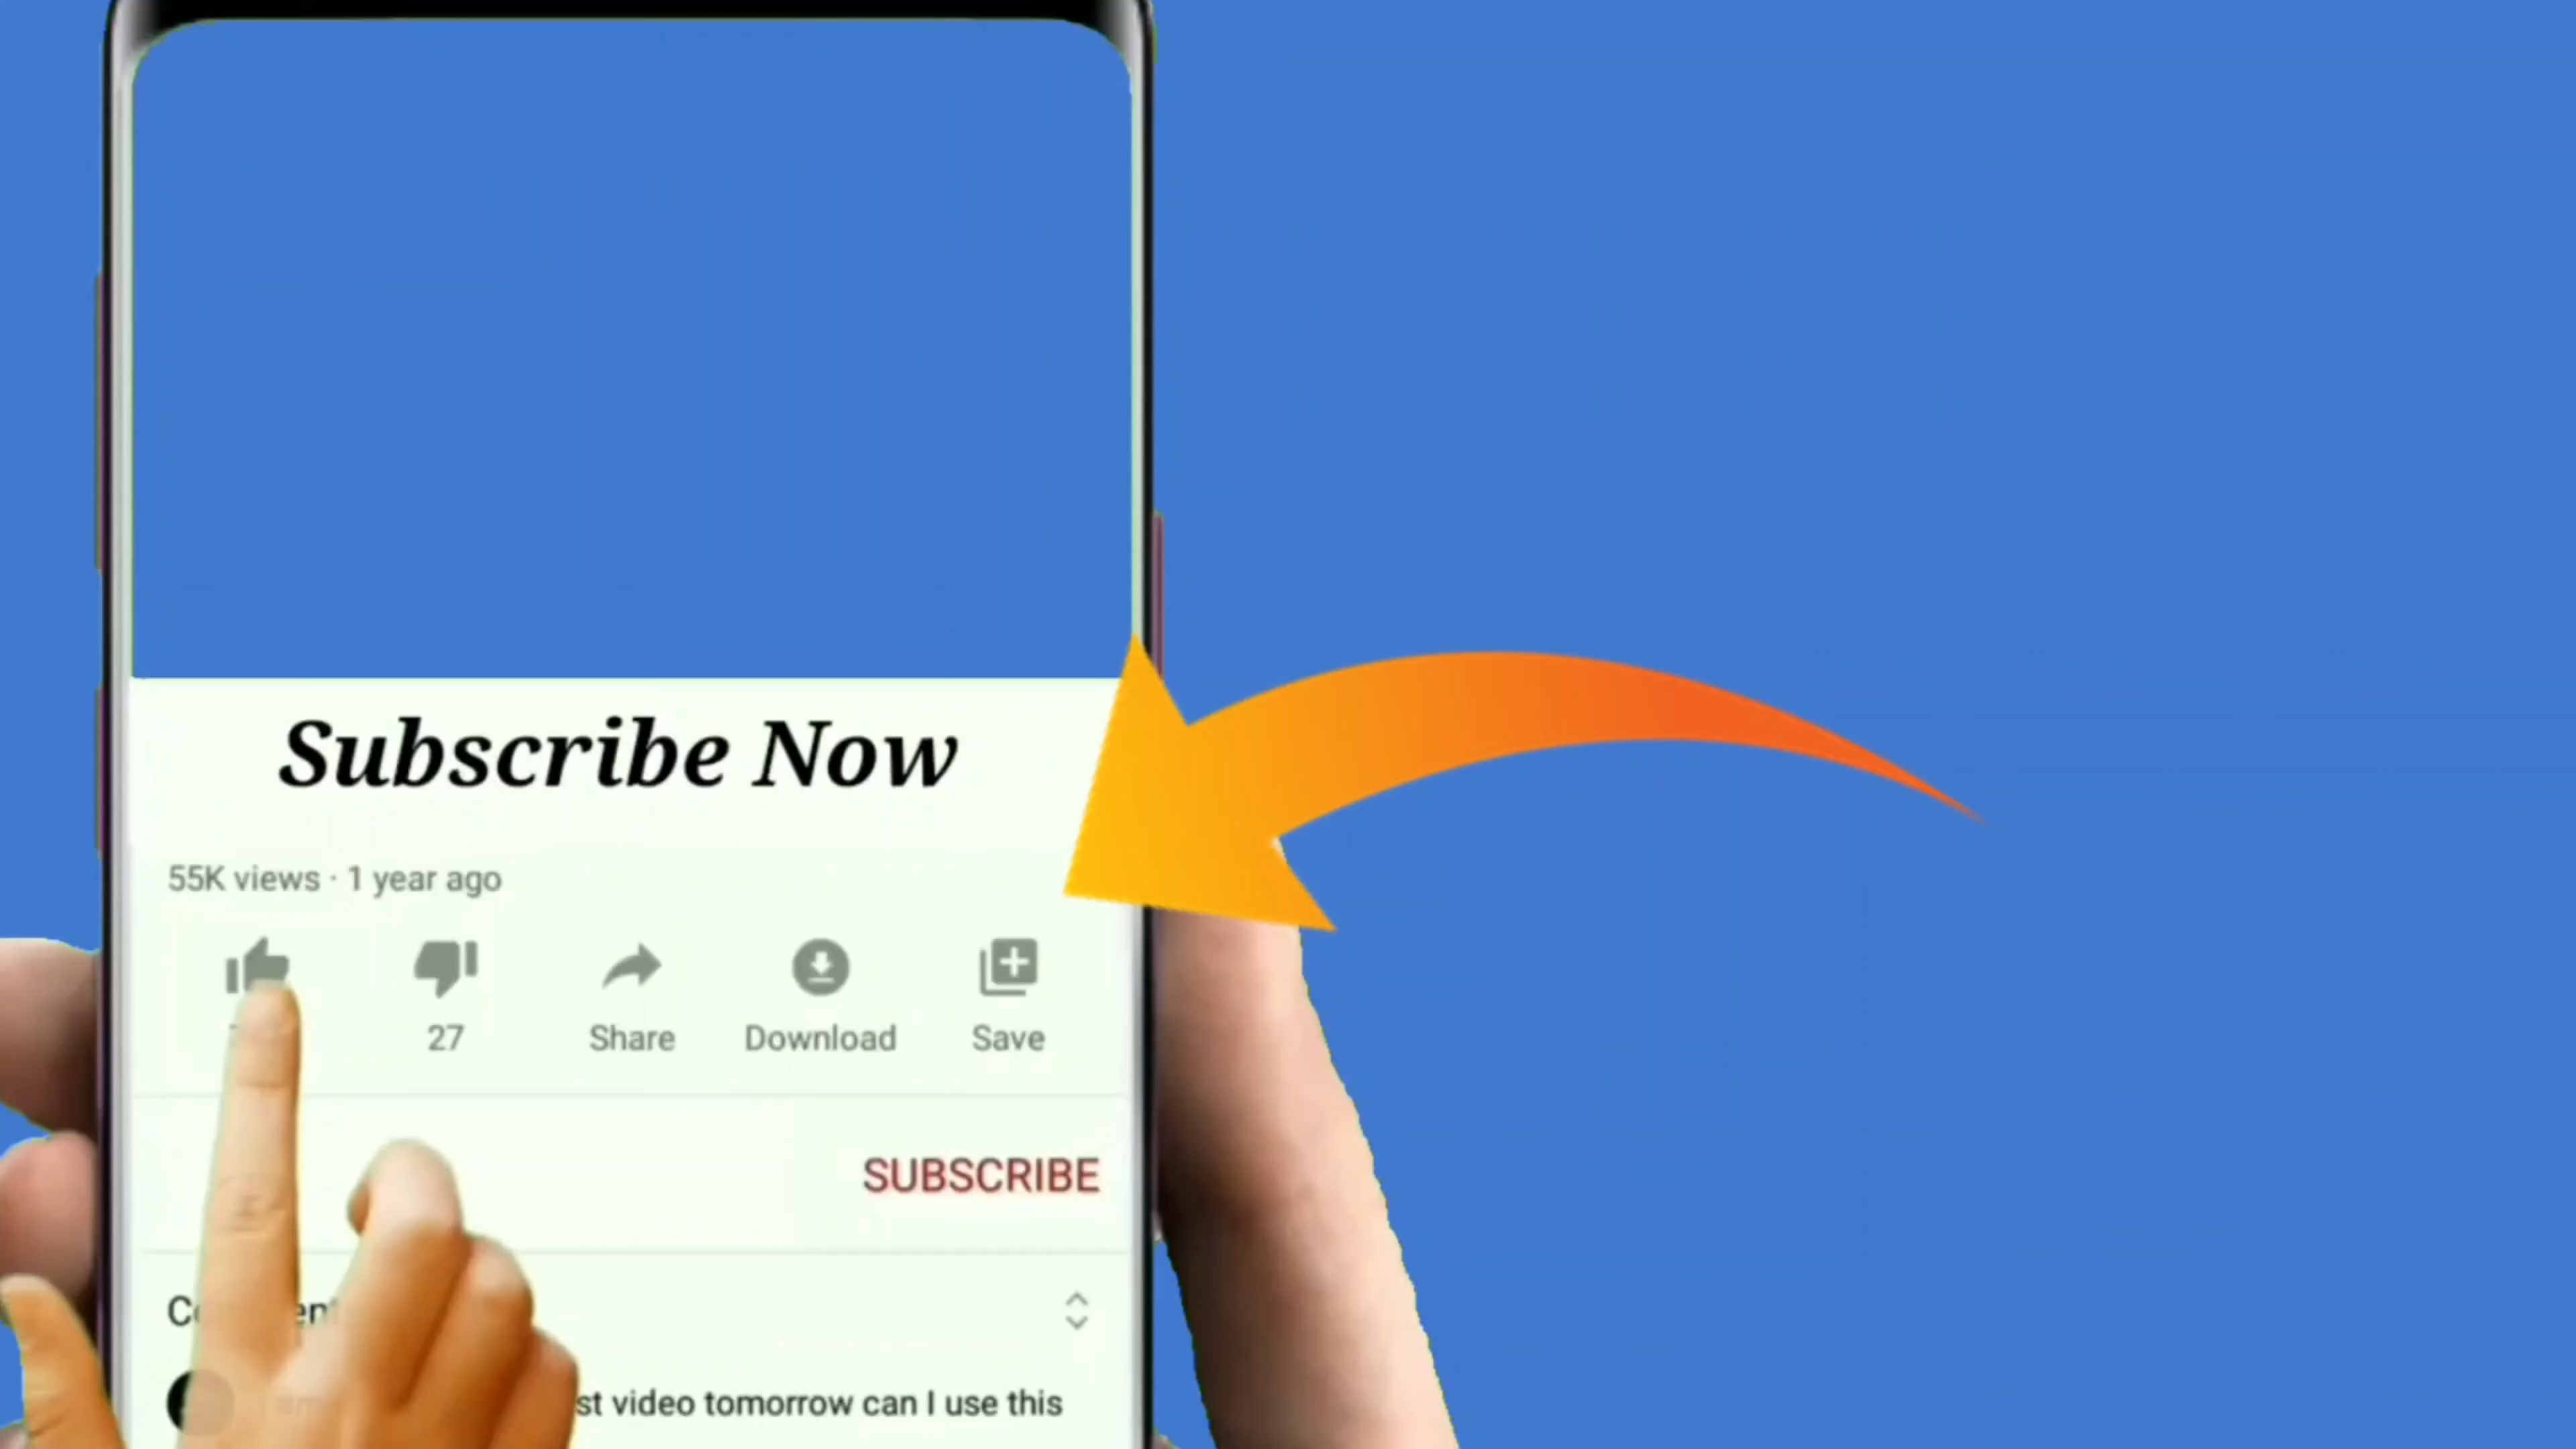 Subscribe Now
55K views · 1 year ago
27 Share Download Save
SUBSCRIBE
st video tomorrow can I use this